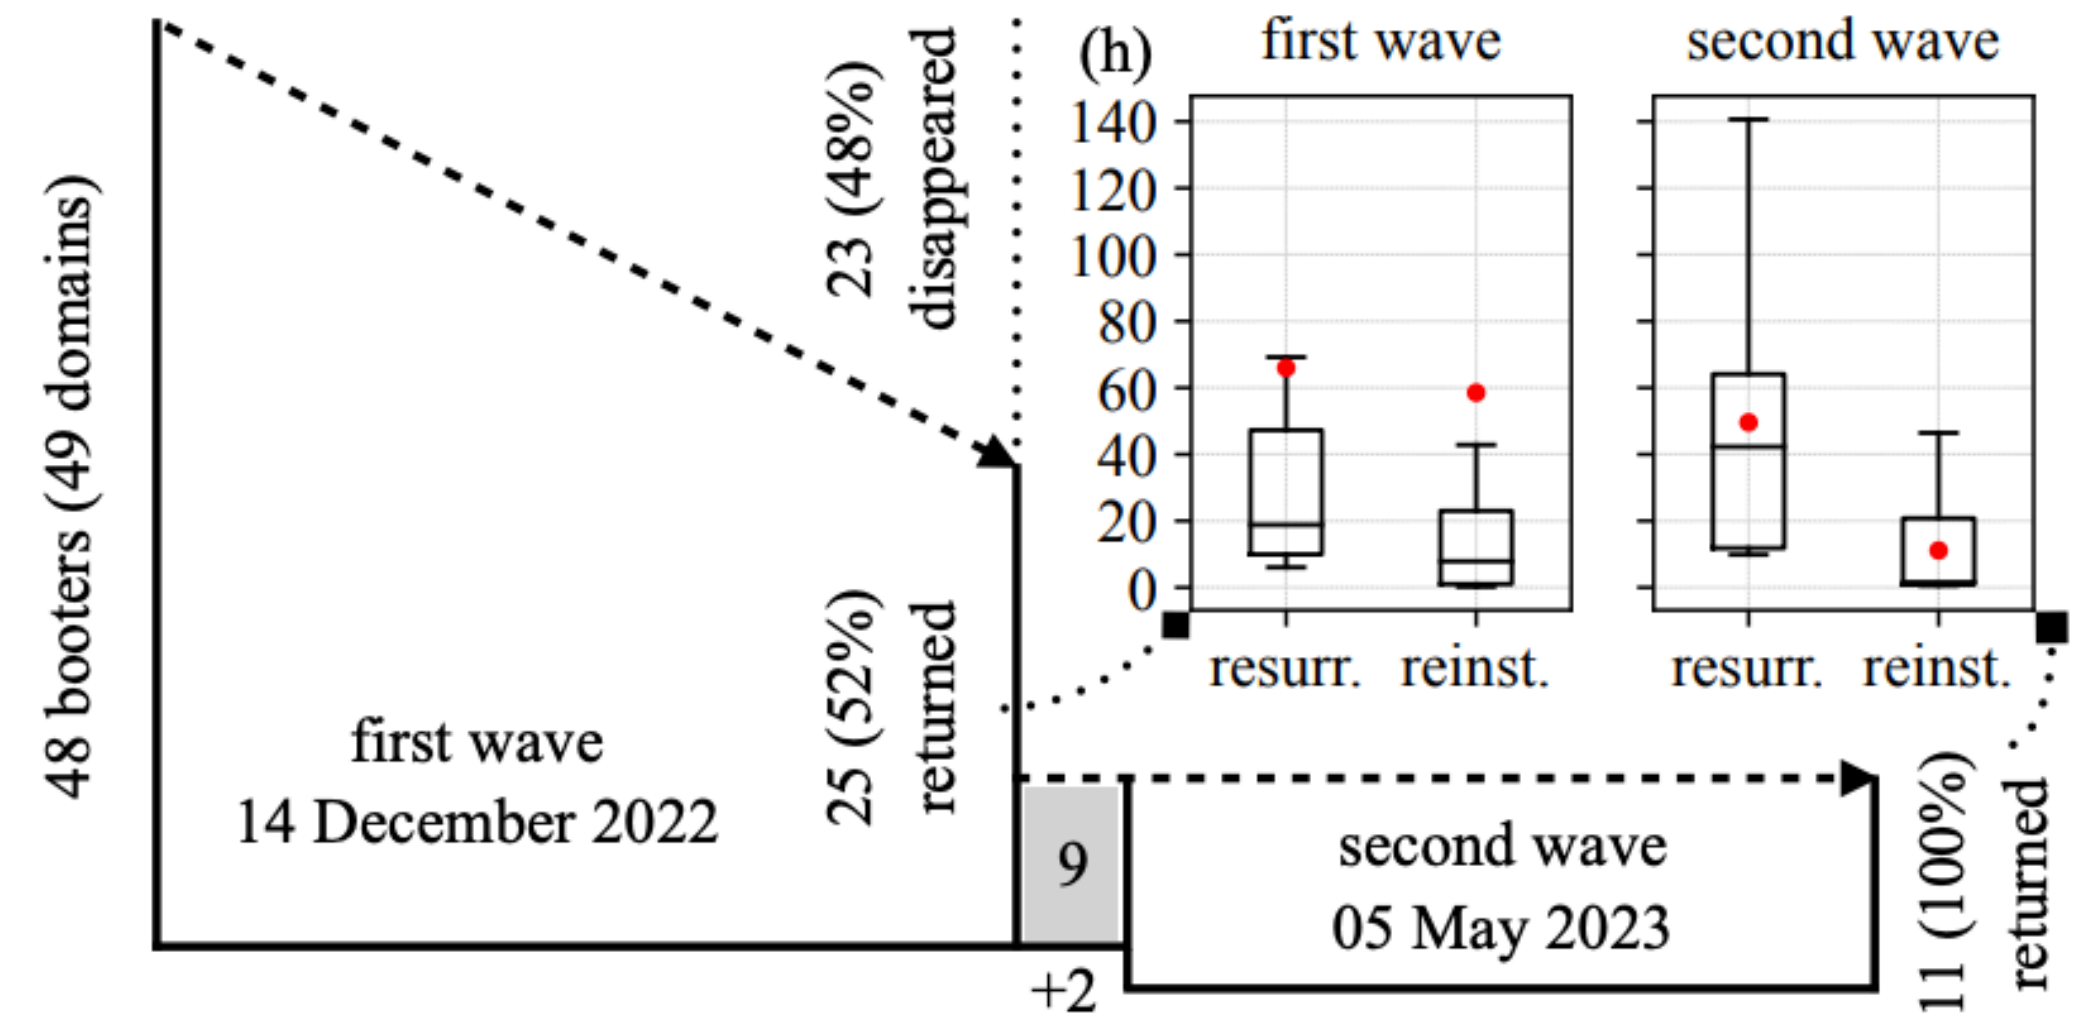 48 booters (49 domains)
first wave
14 December 2022
23 (48%)
disappeared
25 (52%)
returned
(h)
first wave
second wave
140
120
100
80
60
40
20
0
resurr.
reinst.
resurr.
reinst.
9
+2
second wave
05 May 2023
11 (100%)
returned